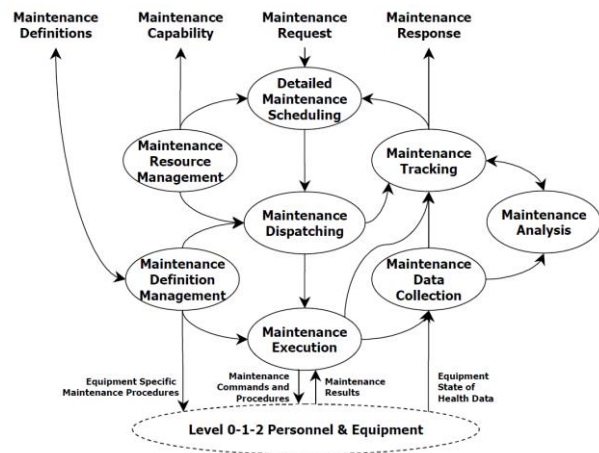 Maintenance
Definitions
Maintenance
Capability
Maintenance
Request
Maintenance
Response
Detailed
Maintenance
Scheduling
Maintenance
Resource
Management
Maintenance
Tracking
Maintenance
Dispatching
Maintenance
Analysis
Maintenance
Definition
Management
Maintenance
Data
Collection
Maintenance
Execution
Equipment Specific
Maintenance Procedures
Maintenance
Commands and
Procedures
Maintenance
Results
Equipment
State of
Health Data
Level 0-1-2 Personnel & Equipment